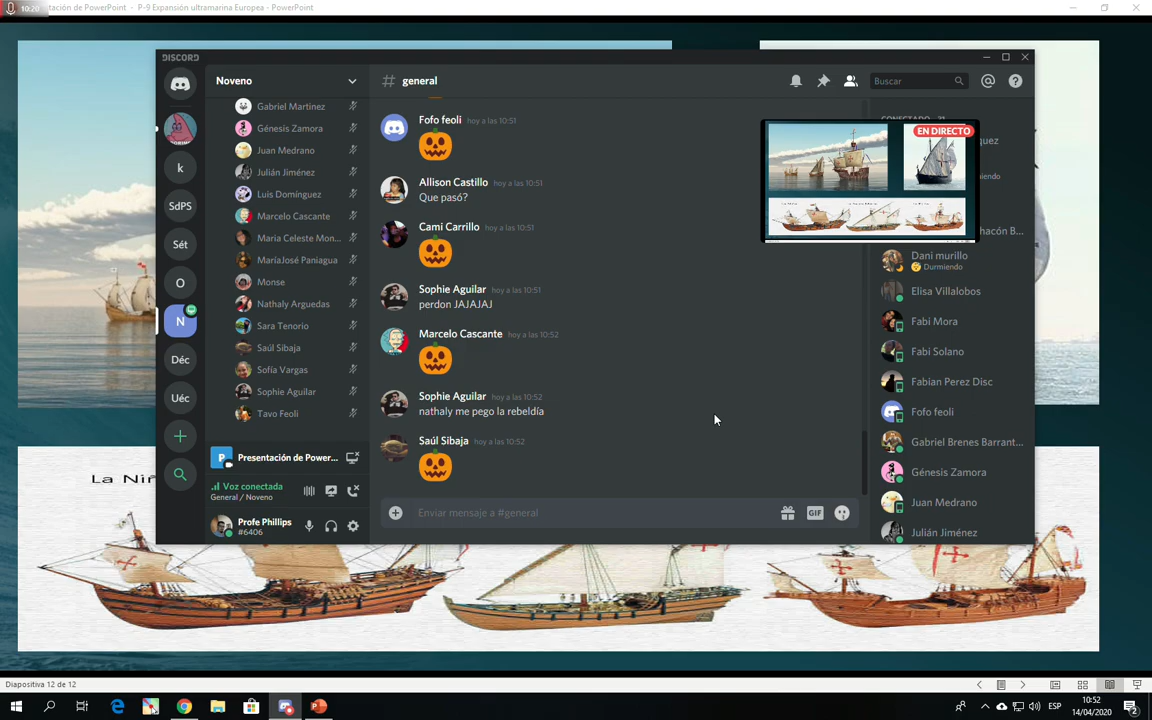 10:20
tación de PowerPoint - P-9 Expansión ultramarina Europea - PowerPoint
DISCORD
Noveno
general
Buscar
Gabriel Martinez
Génesis Zamora
Juan Medrano
Julián Jiménez
Luis Domínguez
Marcelo Cascante
Maria Celeste Mon...
MaríaJosé Paniagua
Monse
Nathaly Arguedas
Sara Tenorio
Saúl Sibaja
Sofía Vargas
Sophie Aguilar
Tavo Feoli
k
SdPS
Sét
O
N
Déc
Uéc
P
Presentación de Power...
Voz conectada
General / Noveno
Profe Phillips
#6406
Fofo feoli hoy a las 10:51
Allison Castillo hoy a las 10:51
Que pasó?
Cami Carrillo hoy a las 10:51
Sophie Aguilar hoy a las 10:51
perdon JAJAJAJ
Marcelo Cascante hoy a las 10:52
Sophie Aguilar hoy a las 10:52
nathaly me pego la rebeldía
Saúl Sibaja hoy a las 10:52
Enviar mensaje a #general
GIF
EN DIRECTO
Dani murillo
Durmiendo
Elisa Villalobos
Fabi Mora
Fabi Solano
Fabian Perez Disc
Fofo feoli
Gabriel Brenes Barrant...
Génesis Zamora
Juan Medrano
Julián Jiménez
La Niñ
Diapositiva 12 de 12
ESP
10:52
14/04/2020
2